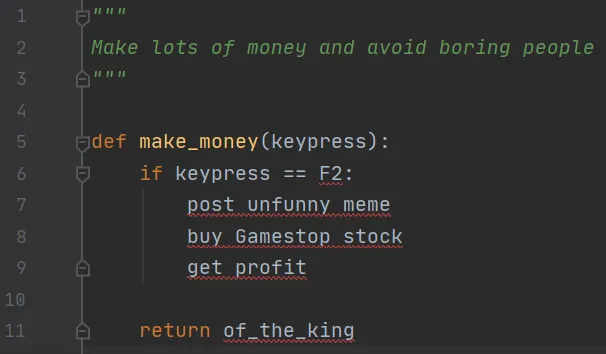 1 """
2 Make lots of money and avoid boring people
3 """
4
5 def make_money(keypress):
6     if keypress == F2:
7         post unfunny meme
8         buy Gamestop stock
9         get profit
10
11     return of_the_king